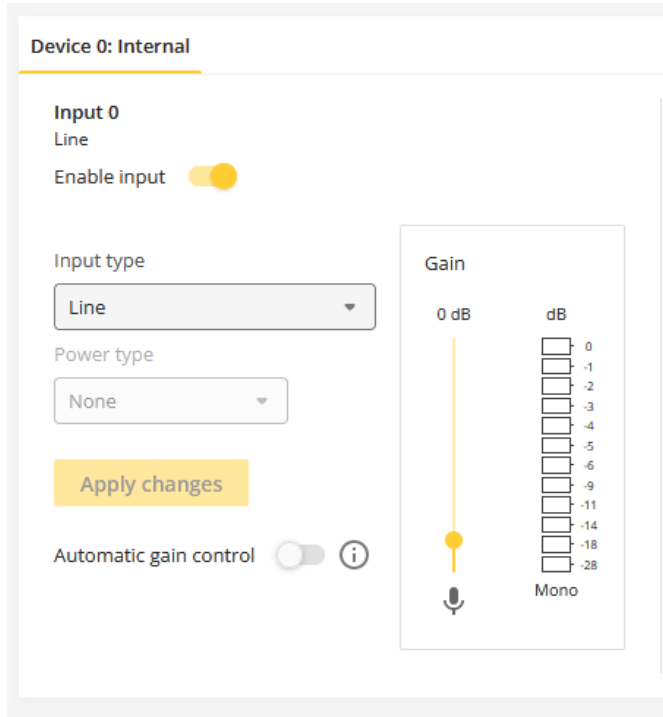 Device 0: Internal
Input 0
Line
Enable input
Input type
Line
Power type
None
Apply changes
Automatic gain control
Gain
0 dB
dB
0
-1
-2
-3
-4
-5
-6
-9
-11
-14
-18
-28
Mono